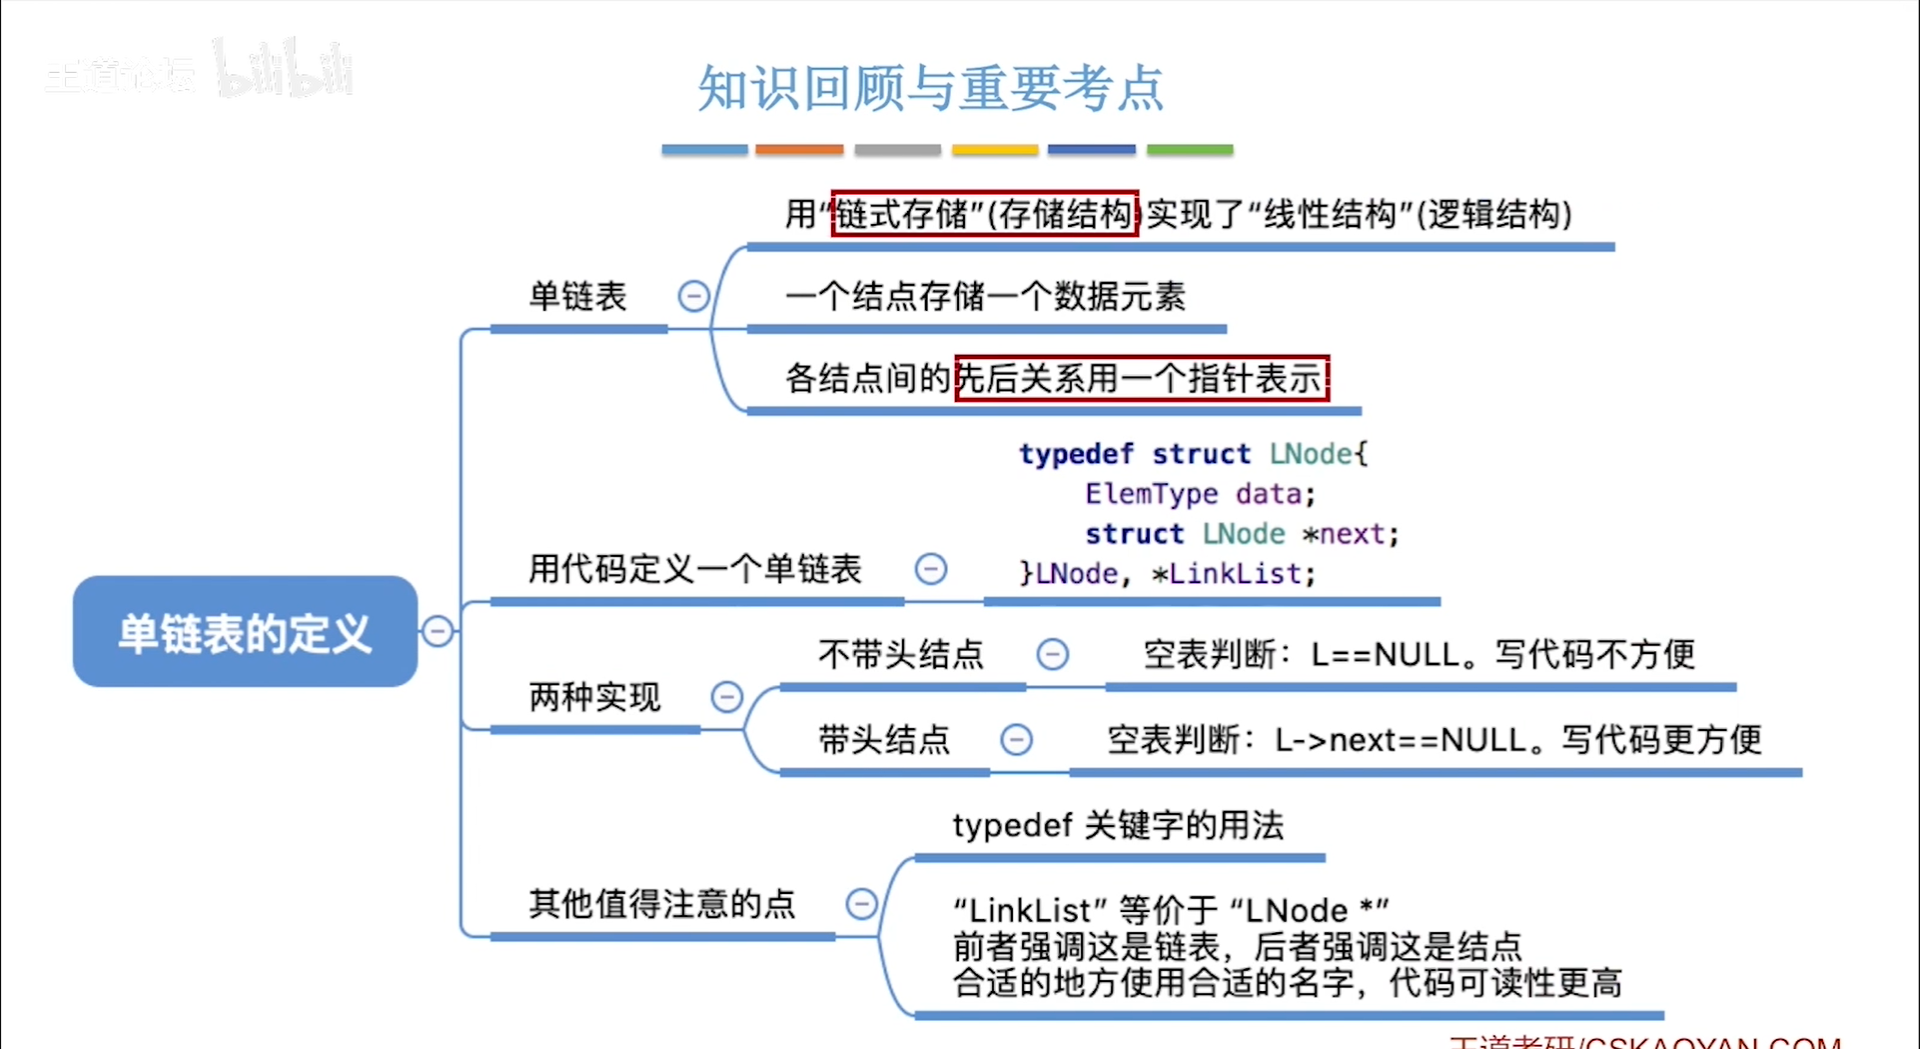 王道论坛 bilibili
知识回顾与重要考点
用“链式存储”(存储结构)实现了“线性结构”(逻辑结构)
单链表
一个结点存储一个数据元素
各结点间的先后关系用一个指针表示
typedef struct LNode{
ElemType data;
struct LNode *next;
}LNode, *LinkList;
用代码定义一个单链表
单链表的定义
两种实现
不带头结点
空表判断：L==NULL。写代码不方便
带头结点
空表判断：L->next==NULL。写代码更方便
typedef 关键字的用法
其他值得注意的点
“LinkList” 等价于 “LNode *”
前者强调这是链表，后者强调这是结点
合适的地方使用合适的名字，代码可读性更高
王道考研/CSKAOYAN.COM